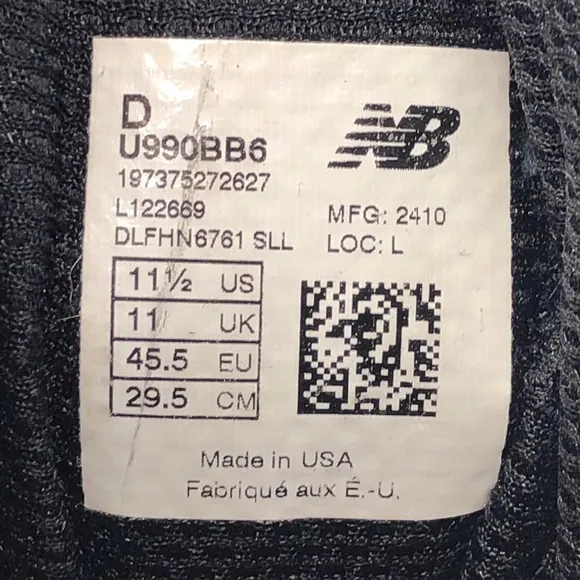 D
NB
U990BB6
197375272627
L122669
MFG: 2410
DLFHN6761 SLL
LOC: L
11½ US
11 UK
45.5 EU
29.5 CM
Made in USA
Fabriqué aux É.-U.